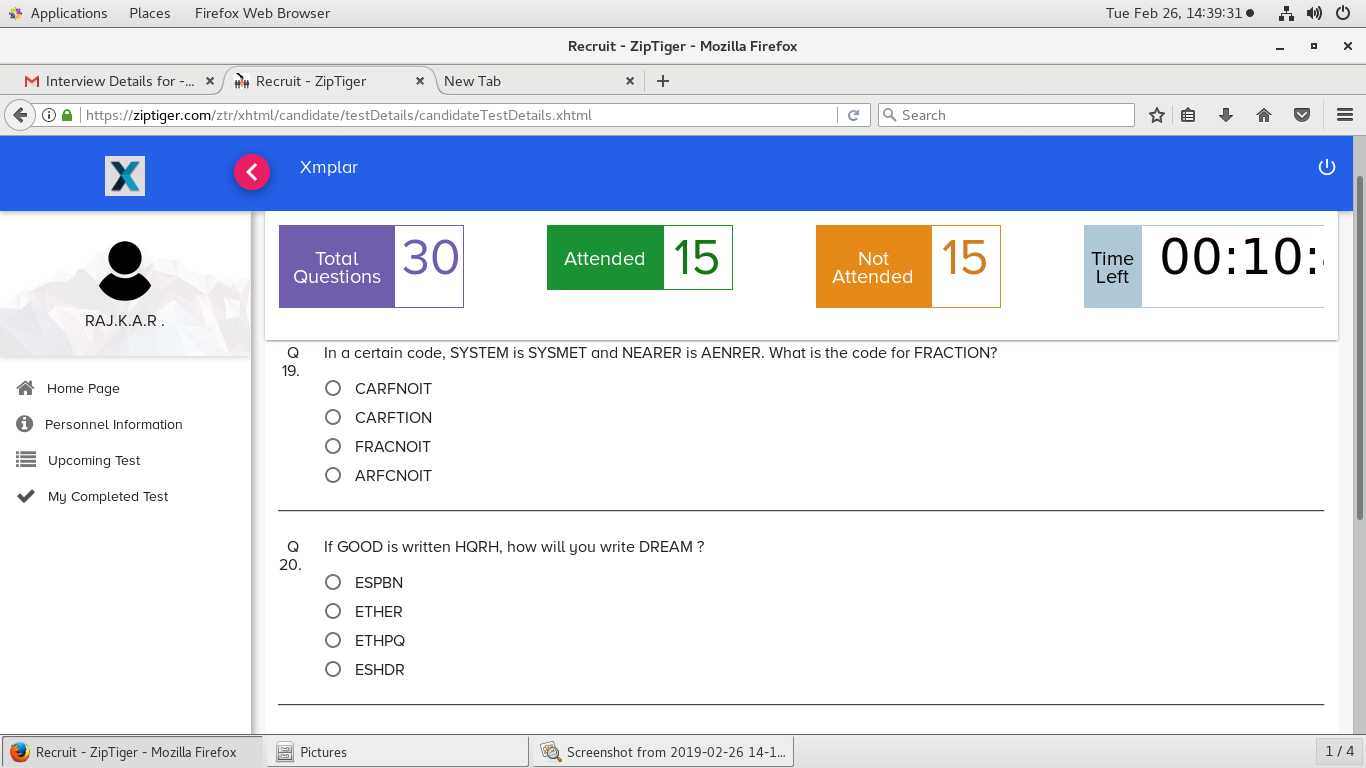 Applications Places Firefox Web Browser Tue Feb 26, 14:39:31
Recruit - ZipTiger - Mozilla Firefox
Interview Details for -... Recruit - ZipTiger New Tab
https://ziptiger.com/ztr/xhtml/candidate/testDetails/candidateTestDetails.xhtml Search
X Xmplar
Total Questions 30 Attended 15 Not Attended 15 Time Left 00:10:
RAJ.K.A.R .
Home Page
Personnel Information
Upcoming Test
My Completed Test
Q 19. In a certain code, SYSTEM is SYSMET and NEARER is AENRER. What is the code for FRACTION?
CARFNOIT
CARFTION
FRACNOIT
ARFCNOIT
Q 20. If GOOD is written HQRH, how will you write DREAM ?
ESPBN
ETHER
ETHPQ
ESHDR
Recruit - ZipTiger - Mozilla Firefox Pictures Screenshot from 2019-02-26 14-1... 1 / 4